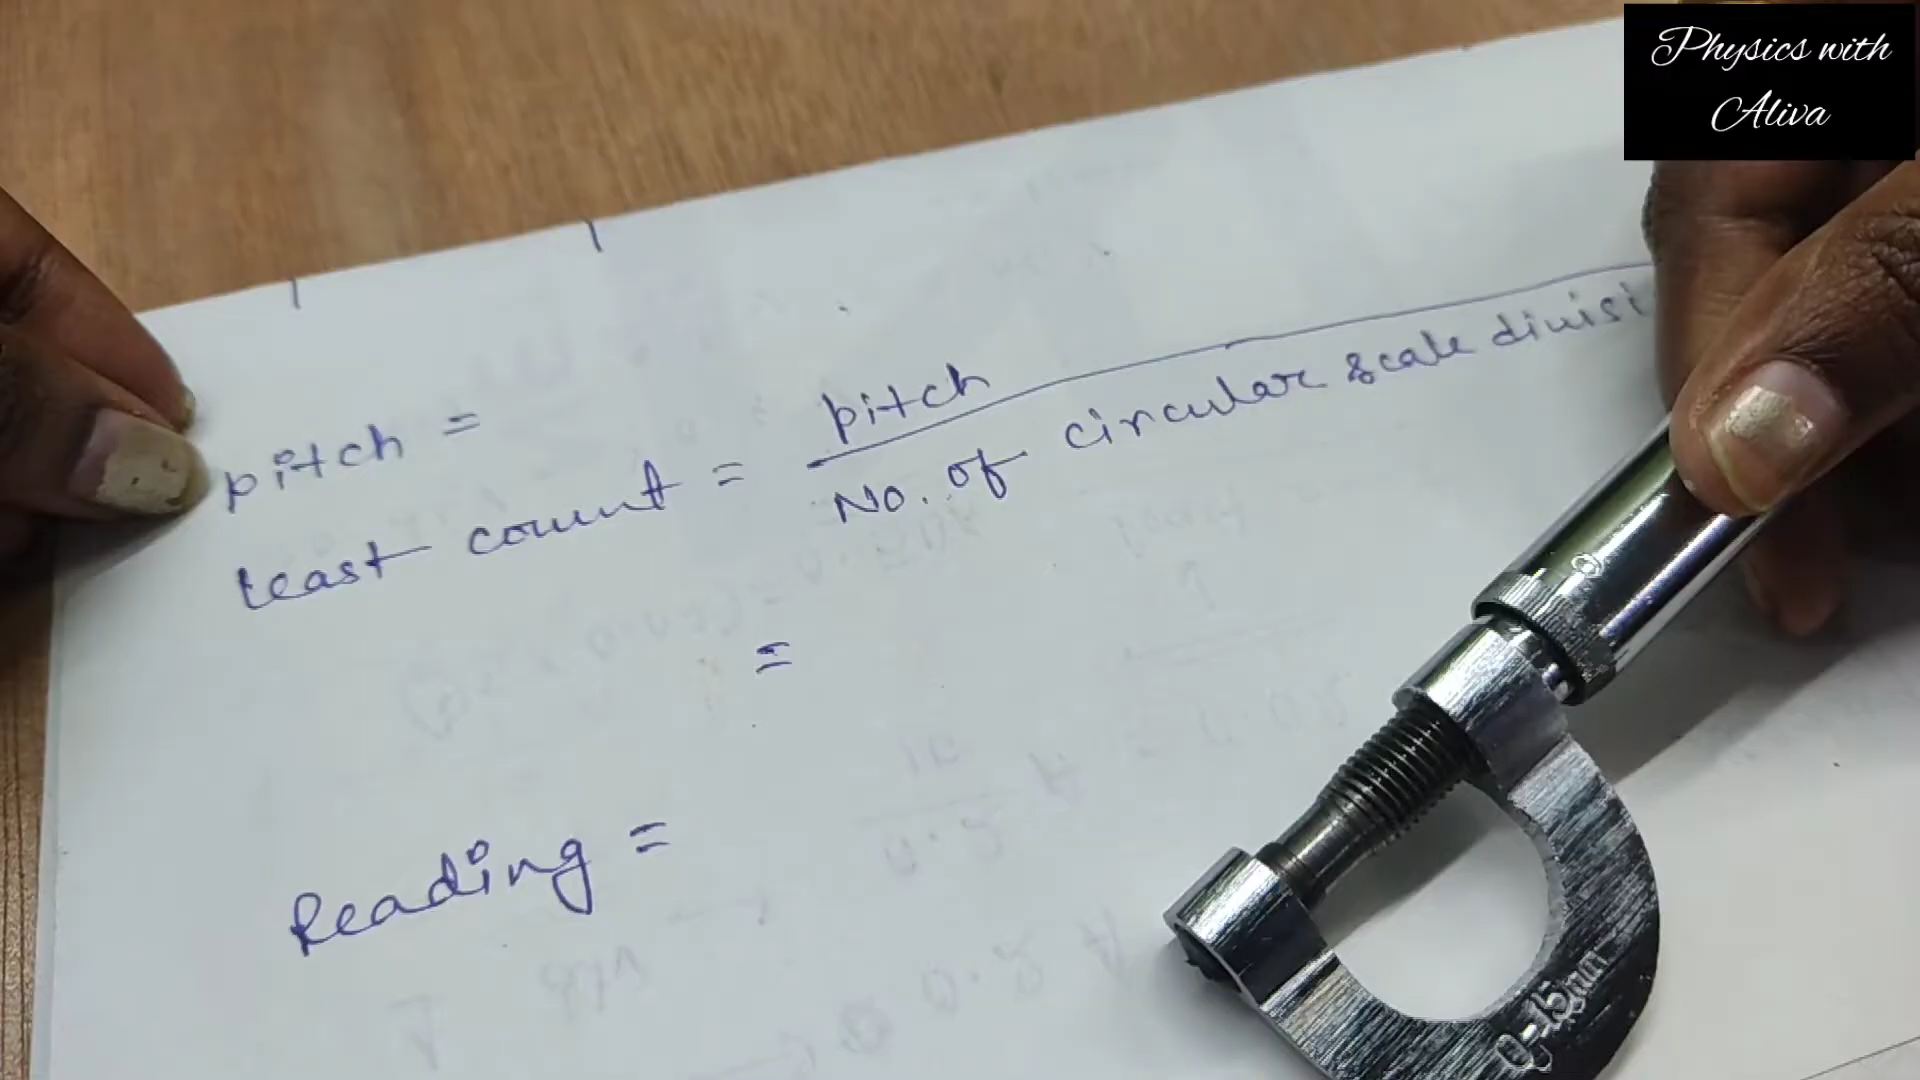 Physics with
Aliva
pitch =
least count = pitch
No. of circular scale divisi
=
Reading =
0-15mm